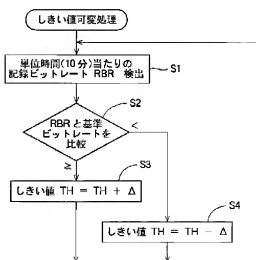 しきい値可変処理
単位時間(10分)当たりの
記録ビットレート RBR 検出
S1
S2
RBRと基準
ビットレートを
比較
<
≧
S3
しきい値 TH = TH + Δ
S4
しきい値 TH = TH − Δ